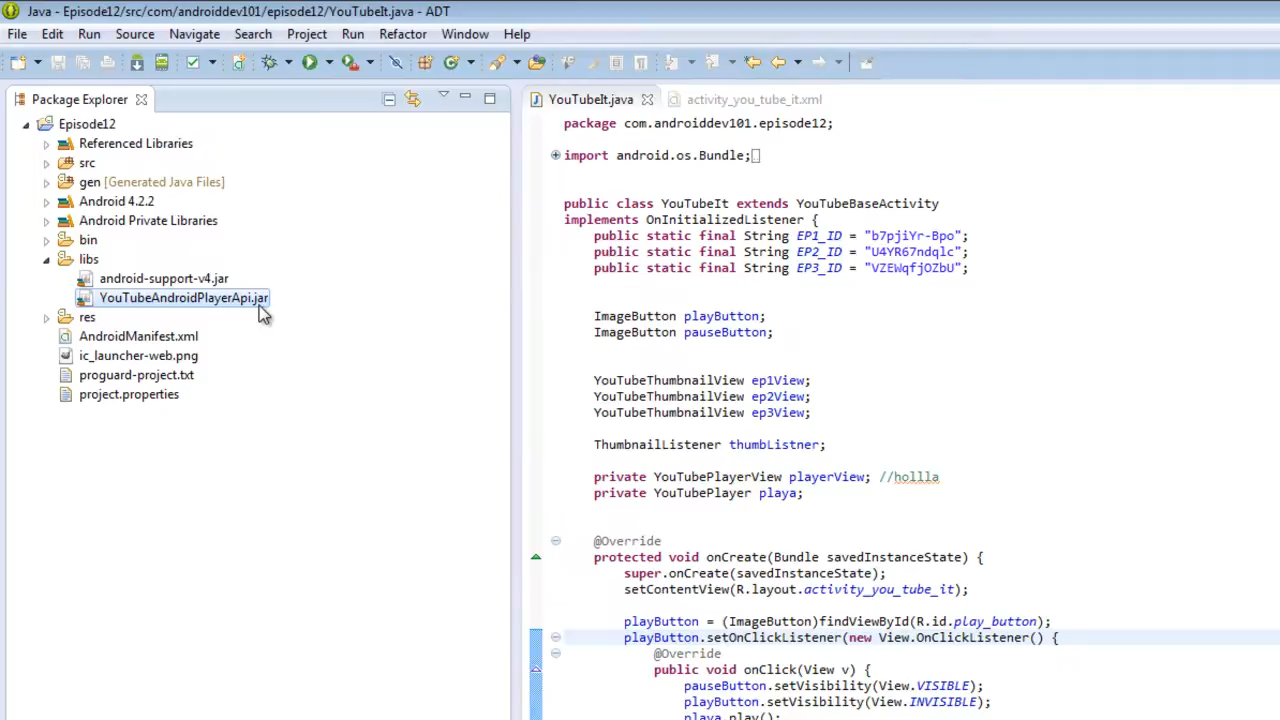 Java - Episode12/src/com/androiddev101/episode12/YouTubeIt.java - ADT
File Edit Run Source Navigate Search Project Run Refactor Window Help
Package Explorer
Episode12
Referenced Libraries
src
gen [Generated Java Files]
Android 4.2.2
Android Private Libraries
bin
libs
android-support-v4.jar
YouTubeAndroidPlayerApi.jar
res
AndroidManifest.xml
ic_launcher-web.png
proguard-project.txt
project.properties
YouTubeIt.java activity_you_tube_it.xml
package com.androiddev101.episode12;
import android.os.Bundle;
public class YouTubeIt extends YouTubeBaseActivity
implements OnInitializedListener {
public static final String EP1_ID = "b7pjiYr-Bpo";
public static final String EP2_ID = "U4YR67ndqlc";
public static final String EP3_ID = "VZEWqfjOZbU";
ImageButton playButton;
ImageButton pauseButton;
YouTubeThumbnailView ep1View;
YouTubeThumbnailView ep2View;
YouTubeThumbnailView ep3View;
ThumbnailListener thumbListner;
private YouTubePlayerView playerView; //hollla
private YouTubePlayer playa;
@Override
protected void onCreate(Bundle savedInstanceState) {
super.onCreate(savedInstanceState);
setContentView(R.layout.activity_you_tube_it);
playButton = (ImageButton)findViewById(R.id.play_button);
playButton.setOnClickListener(new View.OnClickListener() {
@Override
public void onClick(View v) {
pauseButton.setVisibility(View.VISIBLE);
playButton.setVisibility(View.INVISIBLE);
playa.play();